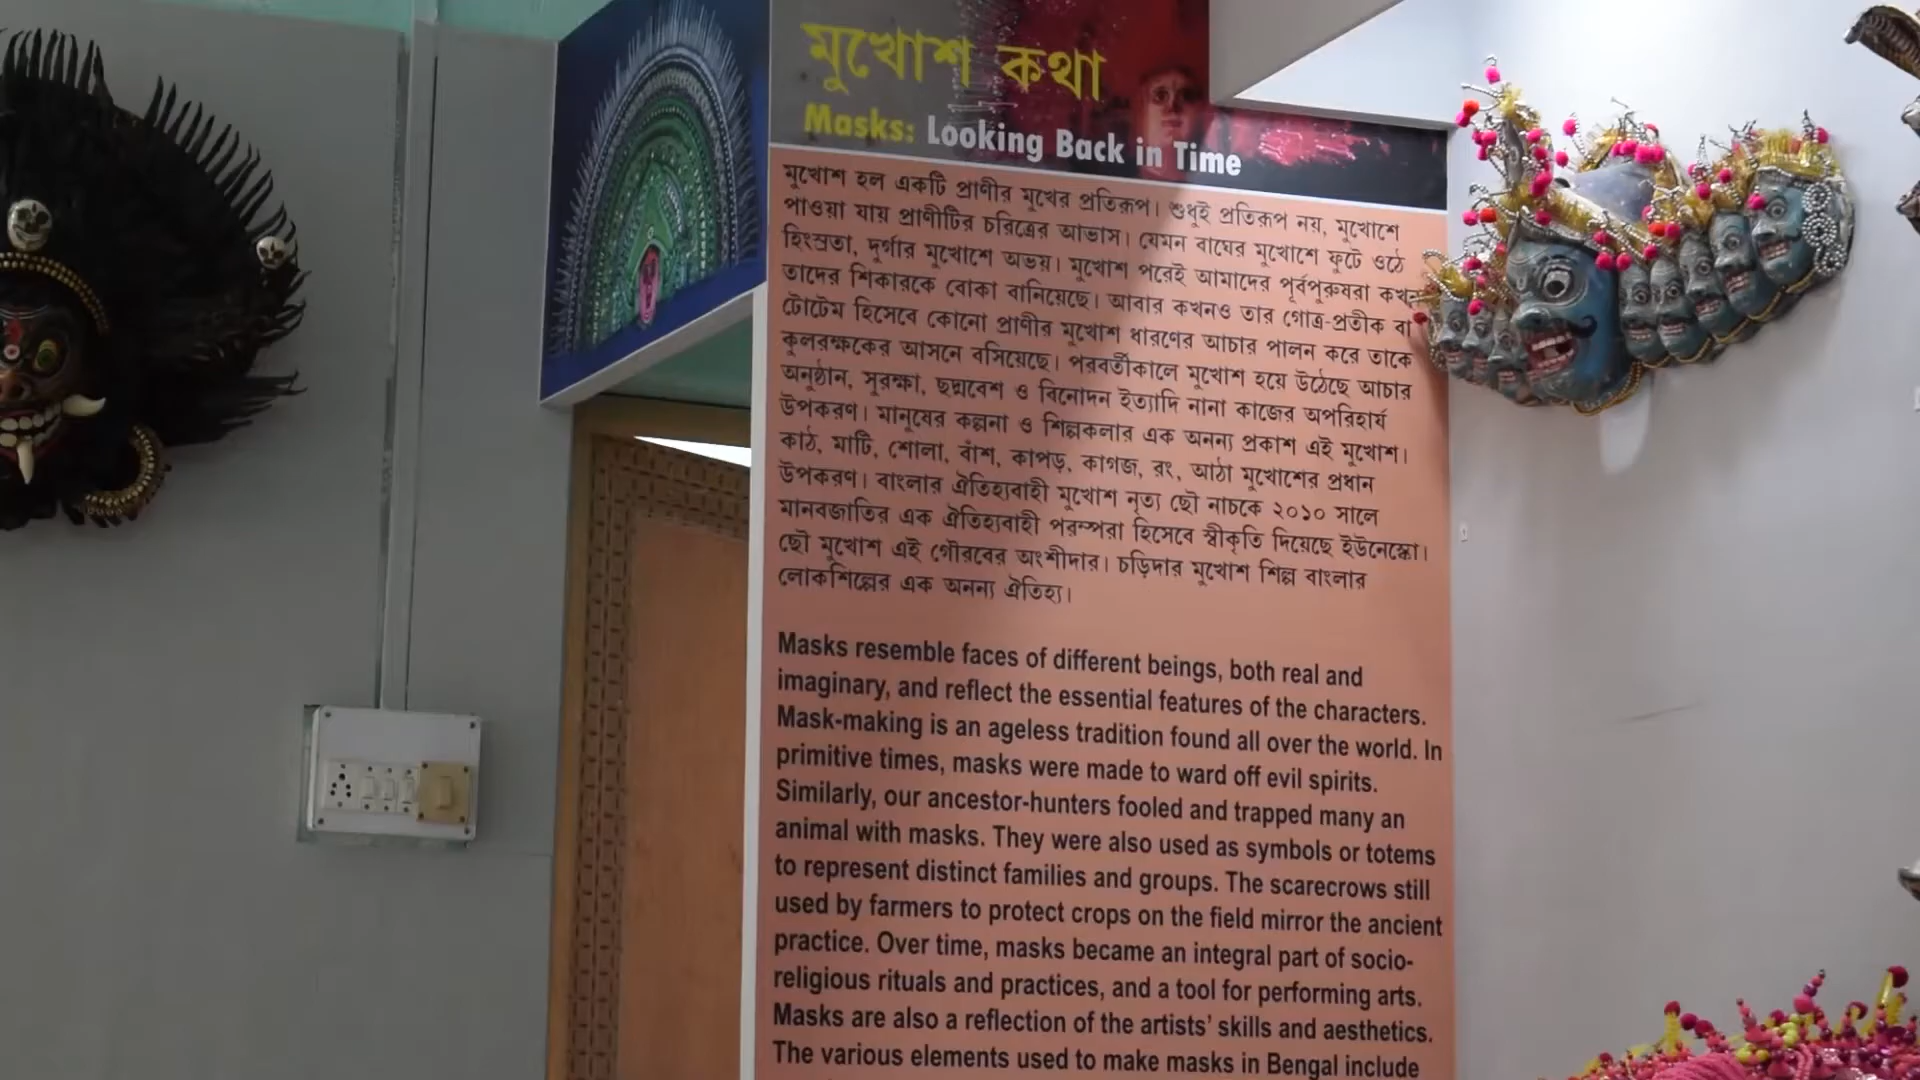 মুখোশ কথা
Masks: Looking Back in Time
মুখোশ হল একটি প্রাণীর মুখের প্রতিরূপ। শুধুই প্রতিরূপ নয়, মুখোশে
পাওয়া যায় প্রাণীটির চরিত্রের আভাস। যেমন বাঘের মুখোশে ফুটে ওঠে
হিংস্রতা, দুর্গার মুখোশে অভয়। মুখোশ পরেই আমাদের পূর্বপুরুষরা কখন
তাদের শিকারকে বোকা বানিয়েছে। আবার কখনও তার গোত্র-প্রতীক বা
টোটেম হিসেবে কোনো প্রাণীর মুখোশ ধারণের আচার পালন করে তাকে
কুলরক্ষকের আসনে বসিয়েছে। পরবর্তীকালে মুখোশ হয়ে উঠেছে আচার
অনুষ্ঠান, সুরক্ষা, ছদ্মবেশ ও বিনোদন ইত্যাদি নানা কাজের অপরিহার্য
উপকরণ। মানুষের কল্পনা ও শিল্পকলার এক অনন্য প্রকাশ এই মুখোশ।
কাঠ, মাটি, শোলা, বাঁশ, কাপড়, কাগজ, রং, আঠা মুখোশের প্রধান
উপকরণ। বাংলার ঐতিহ্যবাহী মুখোশ নৃত্য ছৌ নাচকে ২০১০ সালে
মানবজাতির এক ঐতিহ্যবাহী পরম্পরা হিসেবে স্বীকৃতি দিয়েছে ইউনেস্কো।
ছৌ মুখোশ এই গৌরবের অংশীদার। চড়িদার মুখোশ শিল্প বাংলার
লোকশিল্পের এক অনন্য ঐতিহ্য।
Masks resemble faces of different beings, both real and
imaginary, and reflect the essential features of the characters.
Mask-making is an ageless tradition found all over the world. In
primitive times, masks were made to ward off evil spirits.
Similarly, our ancestor-hunters fooled and trapped many an
animal with masks. They were also used as symbols or totems
to represent distinct families and groups. The scarecrows still
used by farmers to protect crops on the field mirror the ancient
practice. Over time, masks became an integral part of socio-
religious rituals and practices, and a tool for performing arts.
Masks are also a reflection of the artists' skills and aesthetics.
The various elements used to make masks in Bengal include